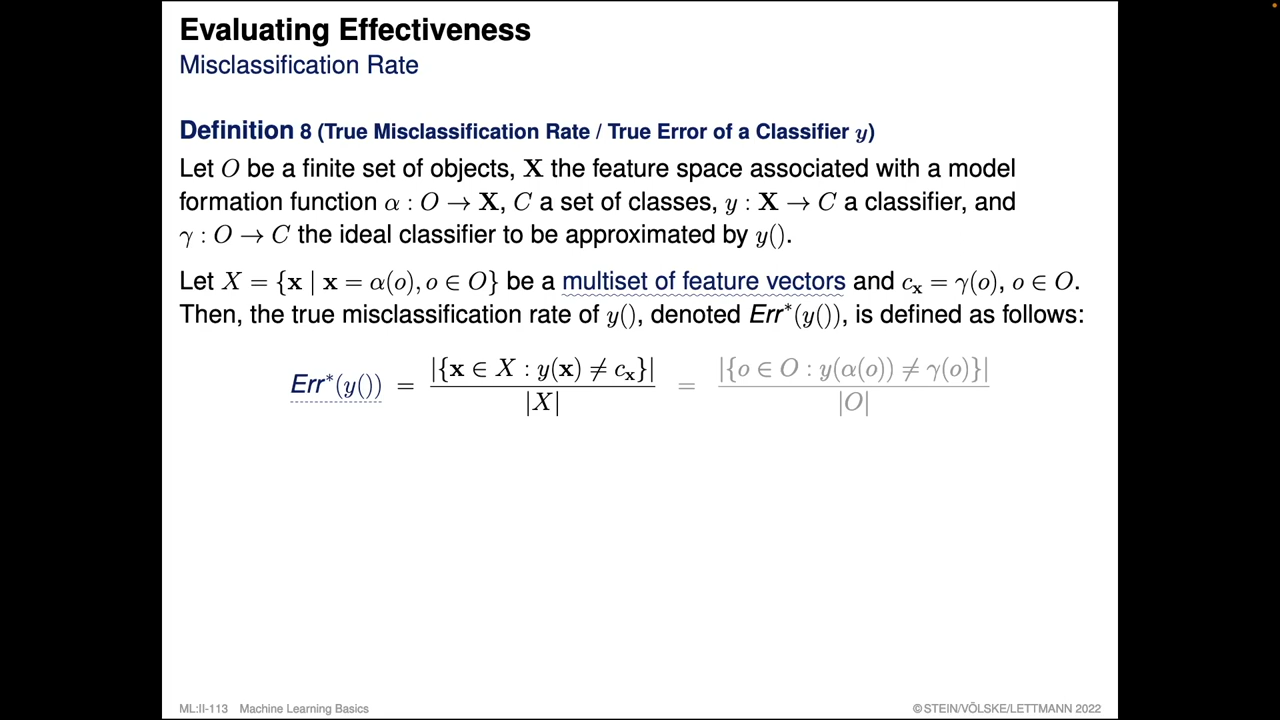 Evaluating Effectiveness
Misclassification Rate
Definition 8 (True Misclassification Rate / True Error of a Classifier y)
Let O be a finite set of objects, X the feature space associated with a model
formation function α : O → X, C a set of classes, y : X → C a classifier, and
γ : O → C the ideal classifier to be approximated by y().
Let X = {x | x = α(o), o ∈ O} be a multiset of feature vectors and cₓ = γ(o), o ∈ O.
Then, the true misclassification rate of y(), denoted Err*(y()), is defined as follows:
Err*(y()) = |{x ∈ X : y(x) ≠ cₓ}| / |X| = |{o ∈ O : y(α(o)) ≠ γ(o)}| / |O|
ML:II-113 Machine Learning Basics
© STEIN/VÖLSKE/LETTMANN 2022